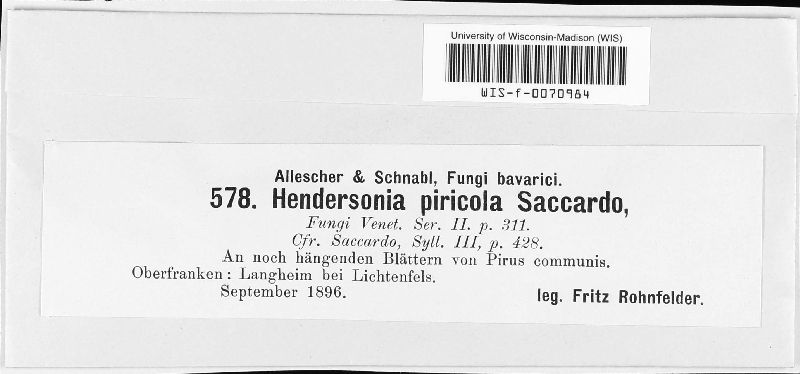 University of Wisconsin-Madison (WIS)
WIS-f-0070984
Allescher & Schnabl, Fungi bavarici.
578. Hendersonia piricola Saccardo,
Fungi Venet. Ser. II. p. 311.
Cfr. Saccardo, Syll. III, p. 428.
An noch hängenden Blättern von Pirus communis.
Oberfranken: Langheim bei Lichtenfels.
September 1896.
leg. Fritz Rohnfelder.